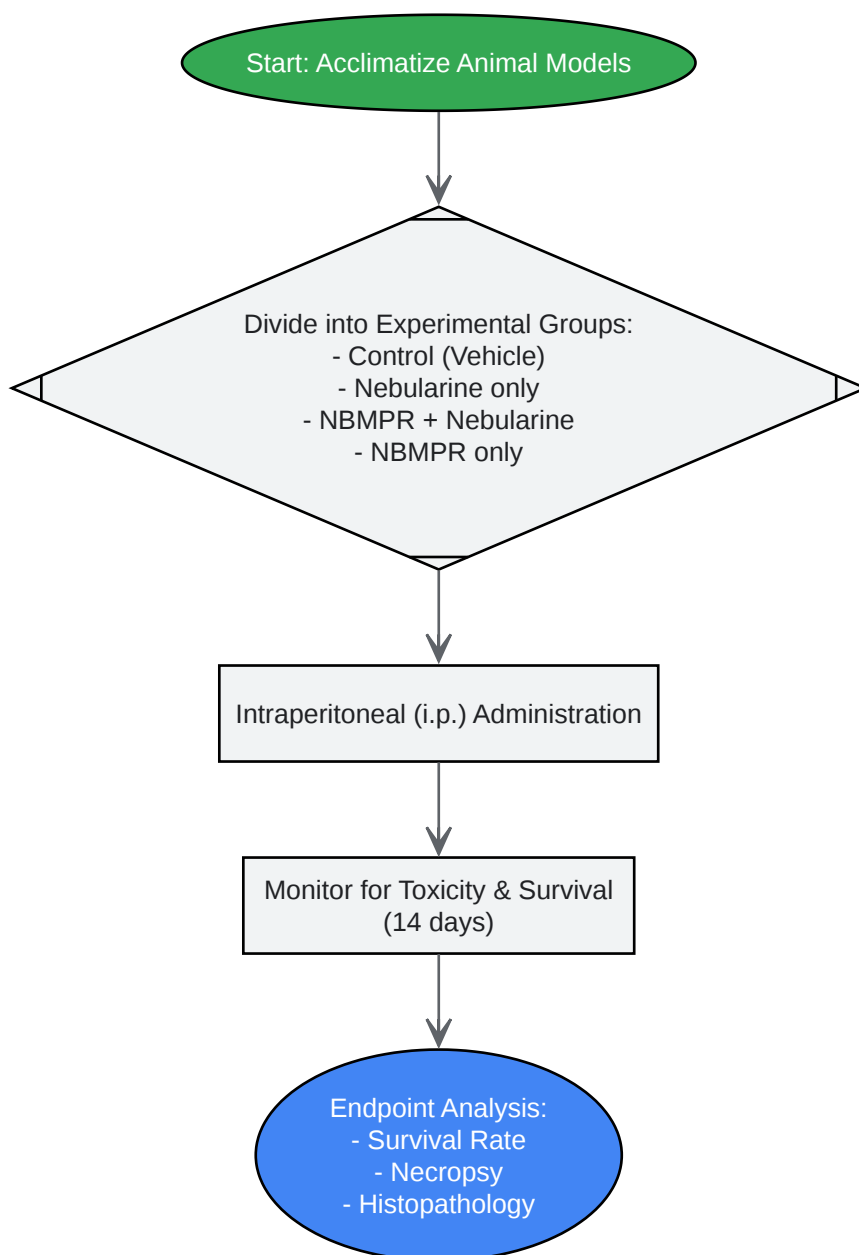 Start: Acclimatize Animal Models
Divide into Experimental Groups:
- Control (Vehicle)
- Nebularine only
- NBMPR + Nebularine
- NBMPR only
Intraperitoneal (i.p.) Administration
Monitor for Toxicity & Survival
(14 days)
Endpoint Analysis:
- Survival Rate
- Necropsy
- Histopathology